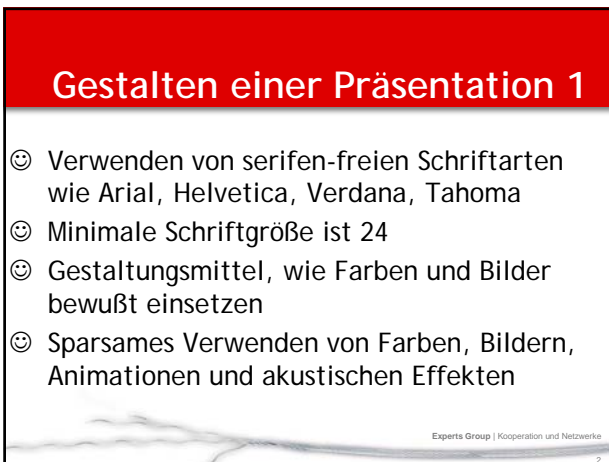 Gestalten einer Präsentation 1
☺ Verwenden von serifen-freien Schriftarten
wie Arial, Helvetica, Verdana, Tahoma
☺ Minimale Schriftgröße ist 24
☺ Gestaltungsmittel, wie Farben und Bilder
bewußt einsetzen
☺ Sparsames Verwenden von Farben, Bildern,
Animationen und akustischen Effekten
Experts Group | Kooperation und Netzwerke
2